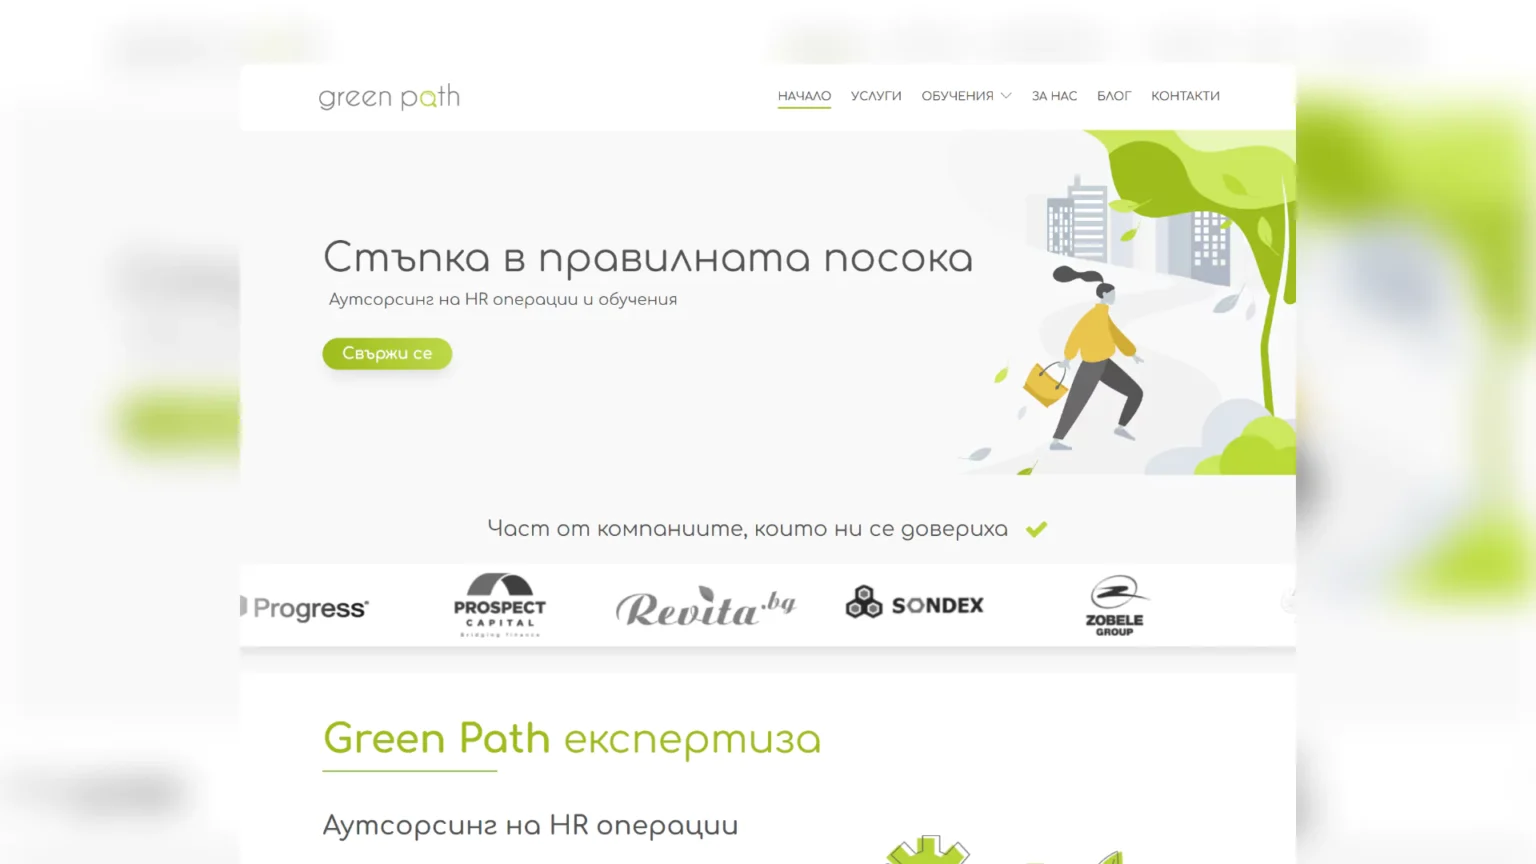 green path
НАЧАЛО УСЛУГИ ОБУЧЕНИЯ ЗА НАС БЛОГ КОНТАКТИ
Стъпка в правилната посока
Аутсорсинг на HR операции и обучения
Свържи се
Част от компаниите, които ни се довериха
Progress®
PROSPECT
CAPITAL
Bridging finance
Revita.bg
SONDEX
ZOBELE
GROUP
Green Path експертиза
Аутсорсинг на HR операции